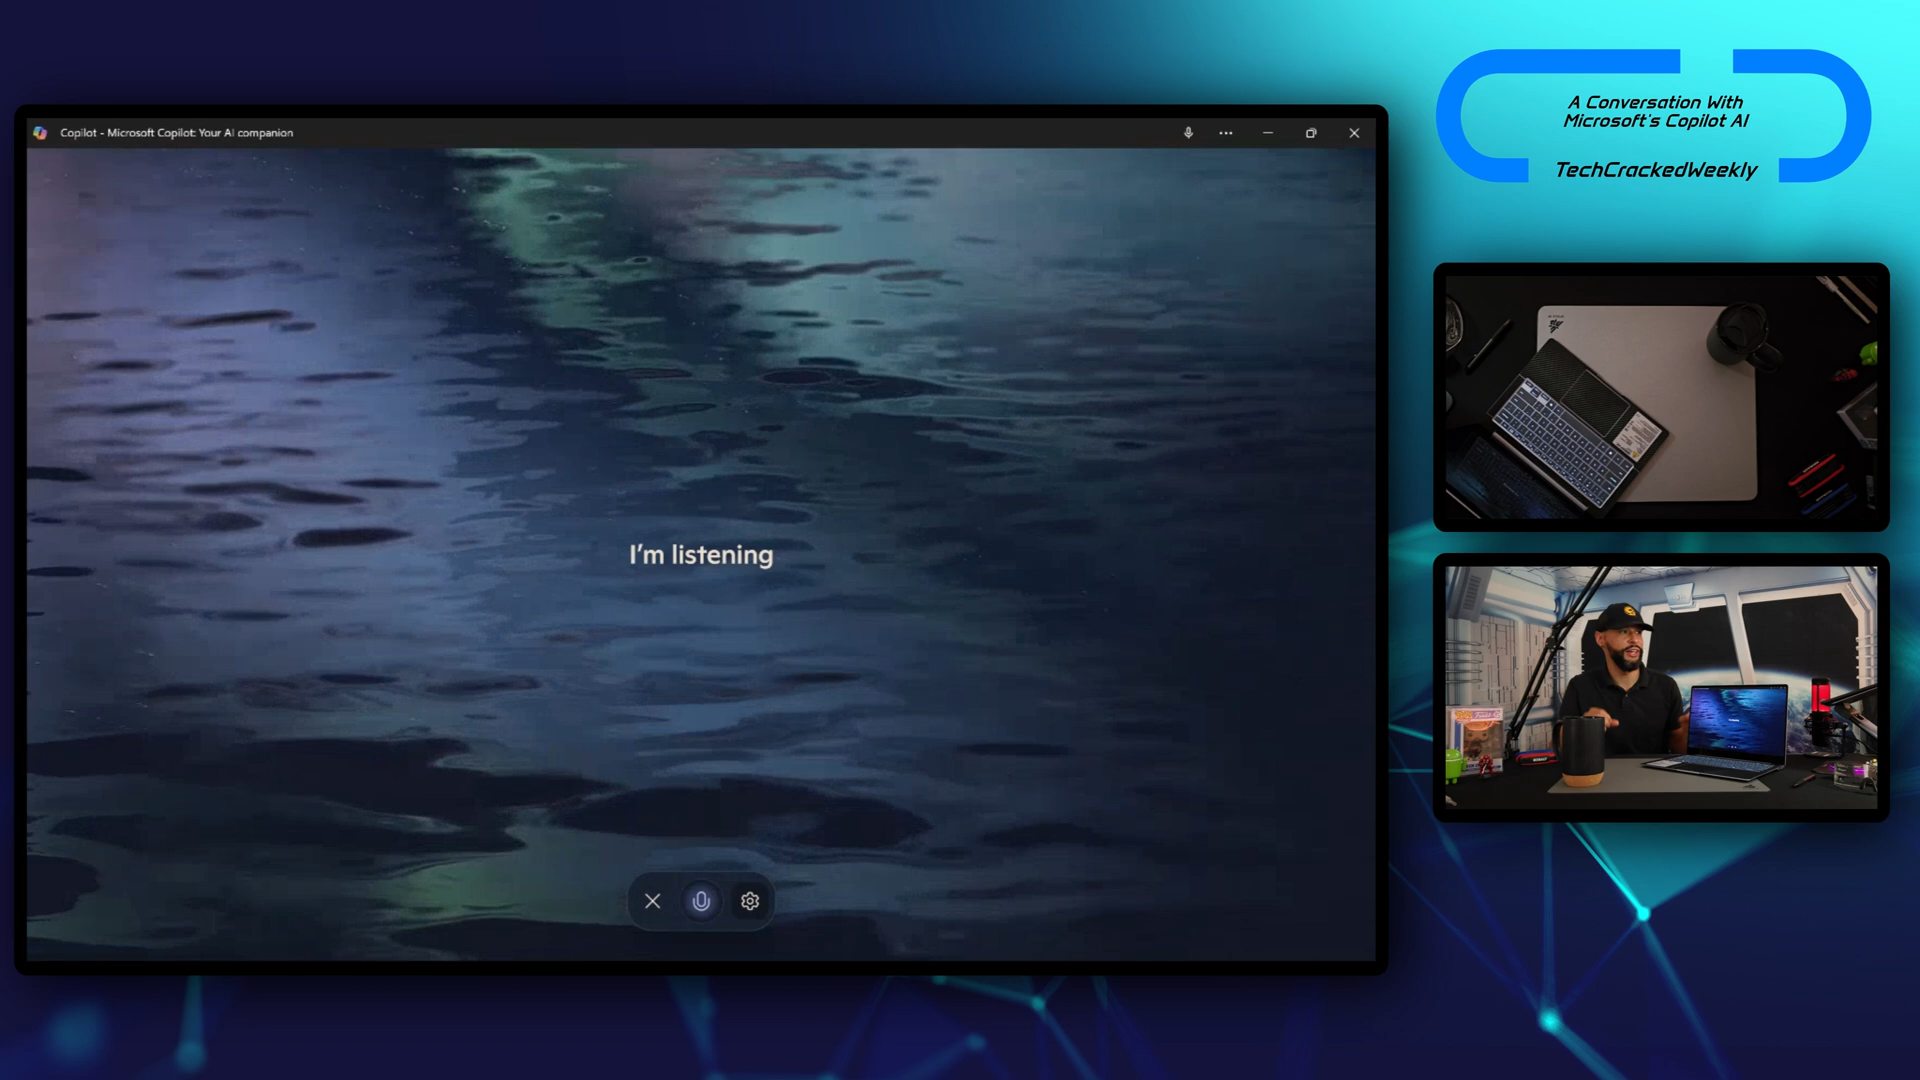 Copilot - Microsoft Copilot: Your AI companion
I'm listening
A Conversation With
Microsoft's Copilot AI
TechCrackedWeekly